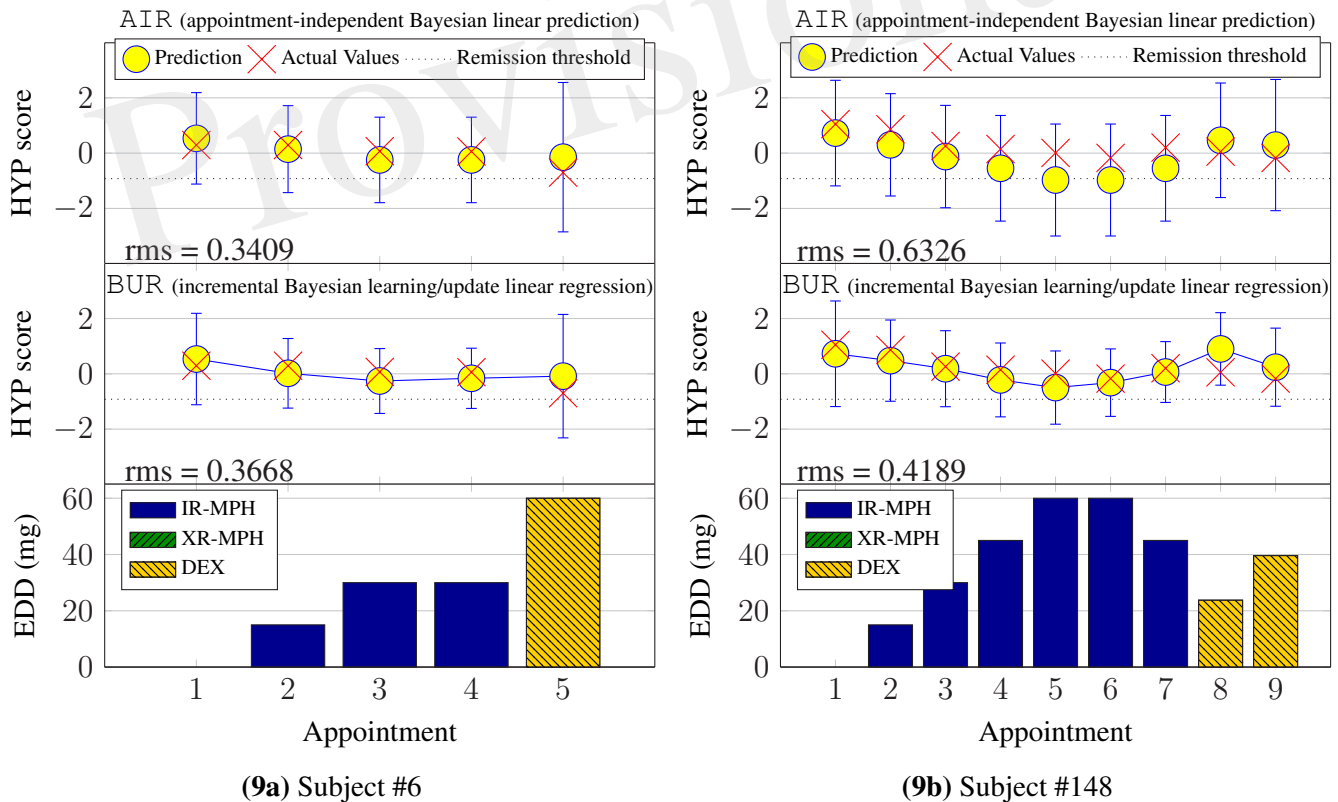 Provision
AIR (appointment-independent Bayesian linear prediction)
Prediction Actual Values Remission threshold
HYP score
2
0
−2
rms = 0.3409
BUR (incremental Bayesian learning/update linear regression)
HYP score
2
0
−2
rms = 0.3668
EDD (mg)
60
40
20
0
IR-MPH
XR-MPH
DEX
1 2 3 4 5
Appointment
(9a) Subject #6
AIR (appointment-independent Bayesian linear prediction)
Prediction Actual Values Remission threshold
HYP score
2
0
−2
rms = 0.6326
BUR (incremental Bayesian learning/update linear regression)
HYP score
2
0
−2
rms = 0.4189
EDD (mg)
60
40
20
0
IR-MPH
XR-MPH
DEX
1 2 3 4 5 6 7 8 9
Appointment
(9b) Subject #148